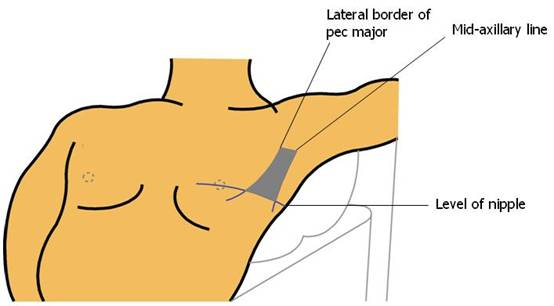 Lateral border of
pec major
Mid-axillary line
Level of nipple